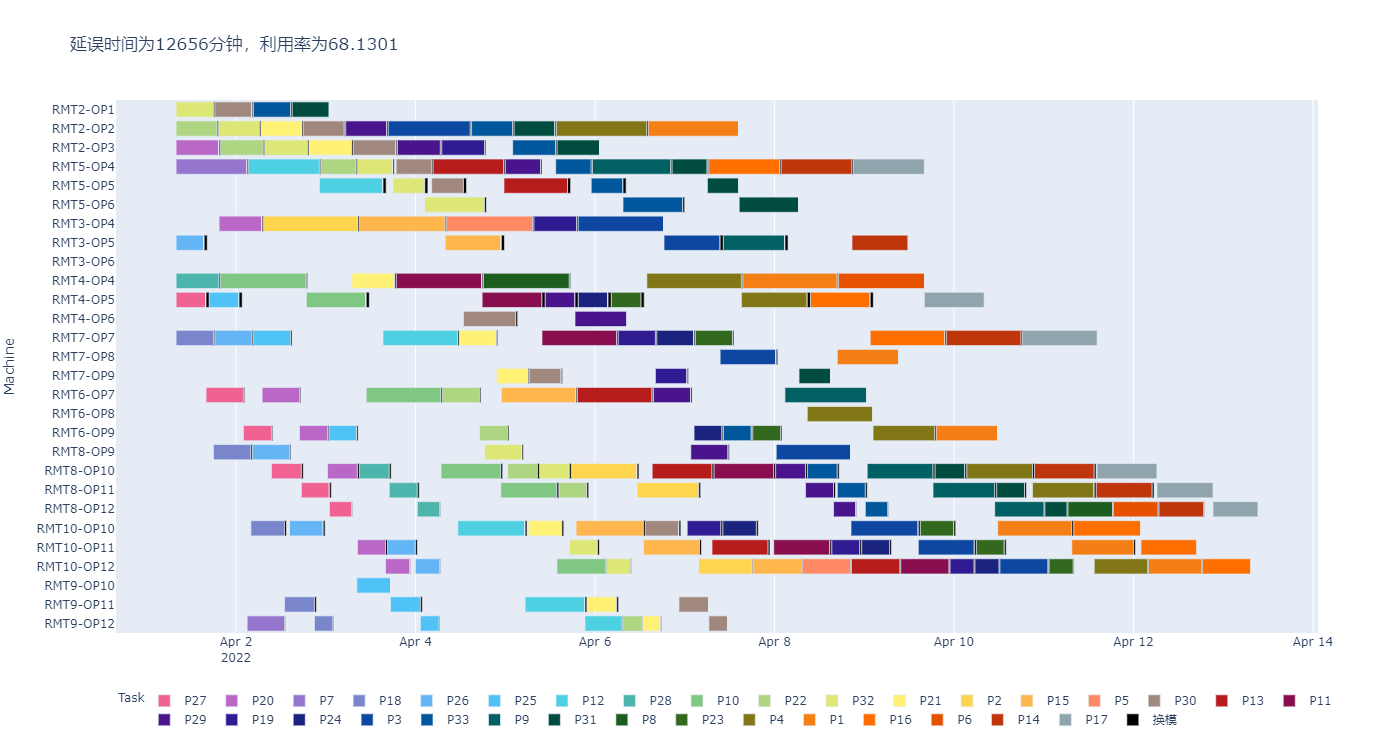 延误时间为12656分钟，利用率为68.1301
RMT2-OP1
RMT2-OP2
RMT2-OP3
RMT5-OP4
RMT5-OP5
RMT5-OP6
RMT3-OP4
RMT3-OP5
RMT3-OP6
RMT4-OP4
RMT4-OP5
RMT4-OP6
RMT7-OP7
RMT7-OP8
RMT7-OP9
RMT6-OP7
RMT6-OP8
RMT6-OP9
RMT8-OP9
RMT8-OP10
RMT8-OP11
RMT8-OP12
RMT10-OP10
RMT10-OP11
RMT10-OP12
RMT9-OP10
RMT9-OP11
RMT9-OP12
Machine
Apr 2 Apr 4 Apr 6 Apr 8 Apr 10 Apr 12 Apr 14
2022
Task P27 P20 P7 P18 P26 P25 P12 P28 P10 P22 P32 P21 P2 P15 P5 P30 P13 P11
P29 P19 P24 P3 P33 P9 P31 P8 P23 P4 P1 P16 P6 P14 P17 换模